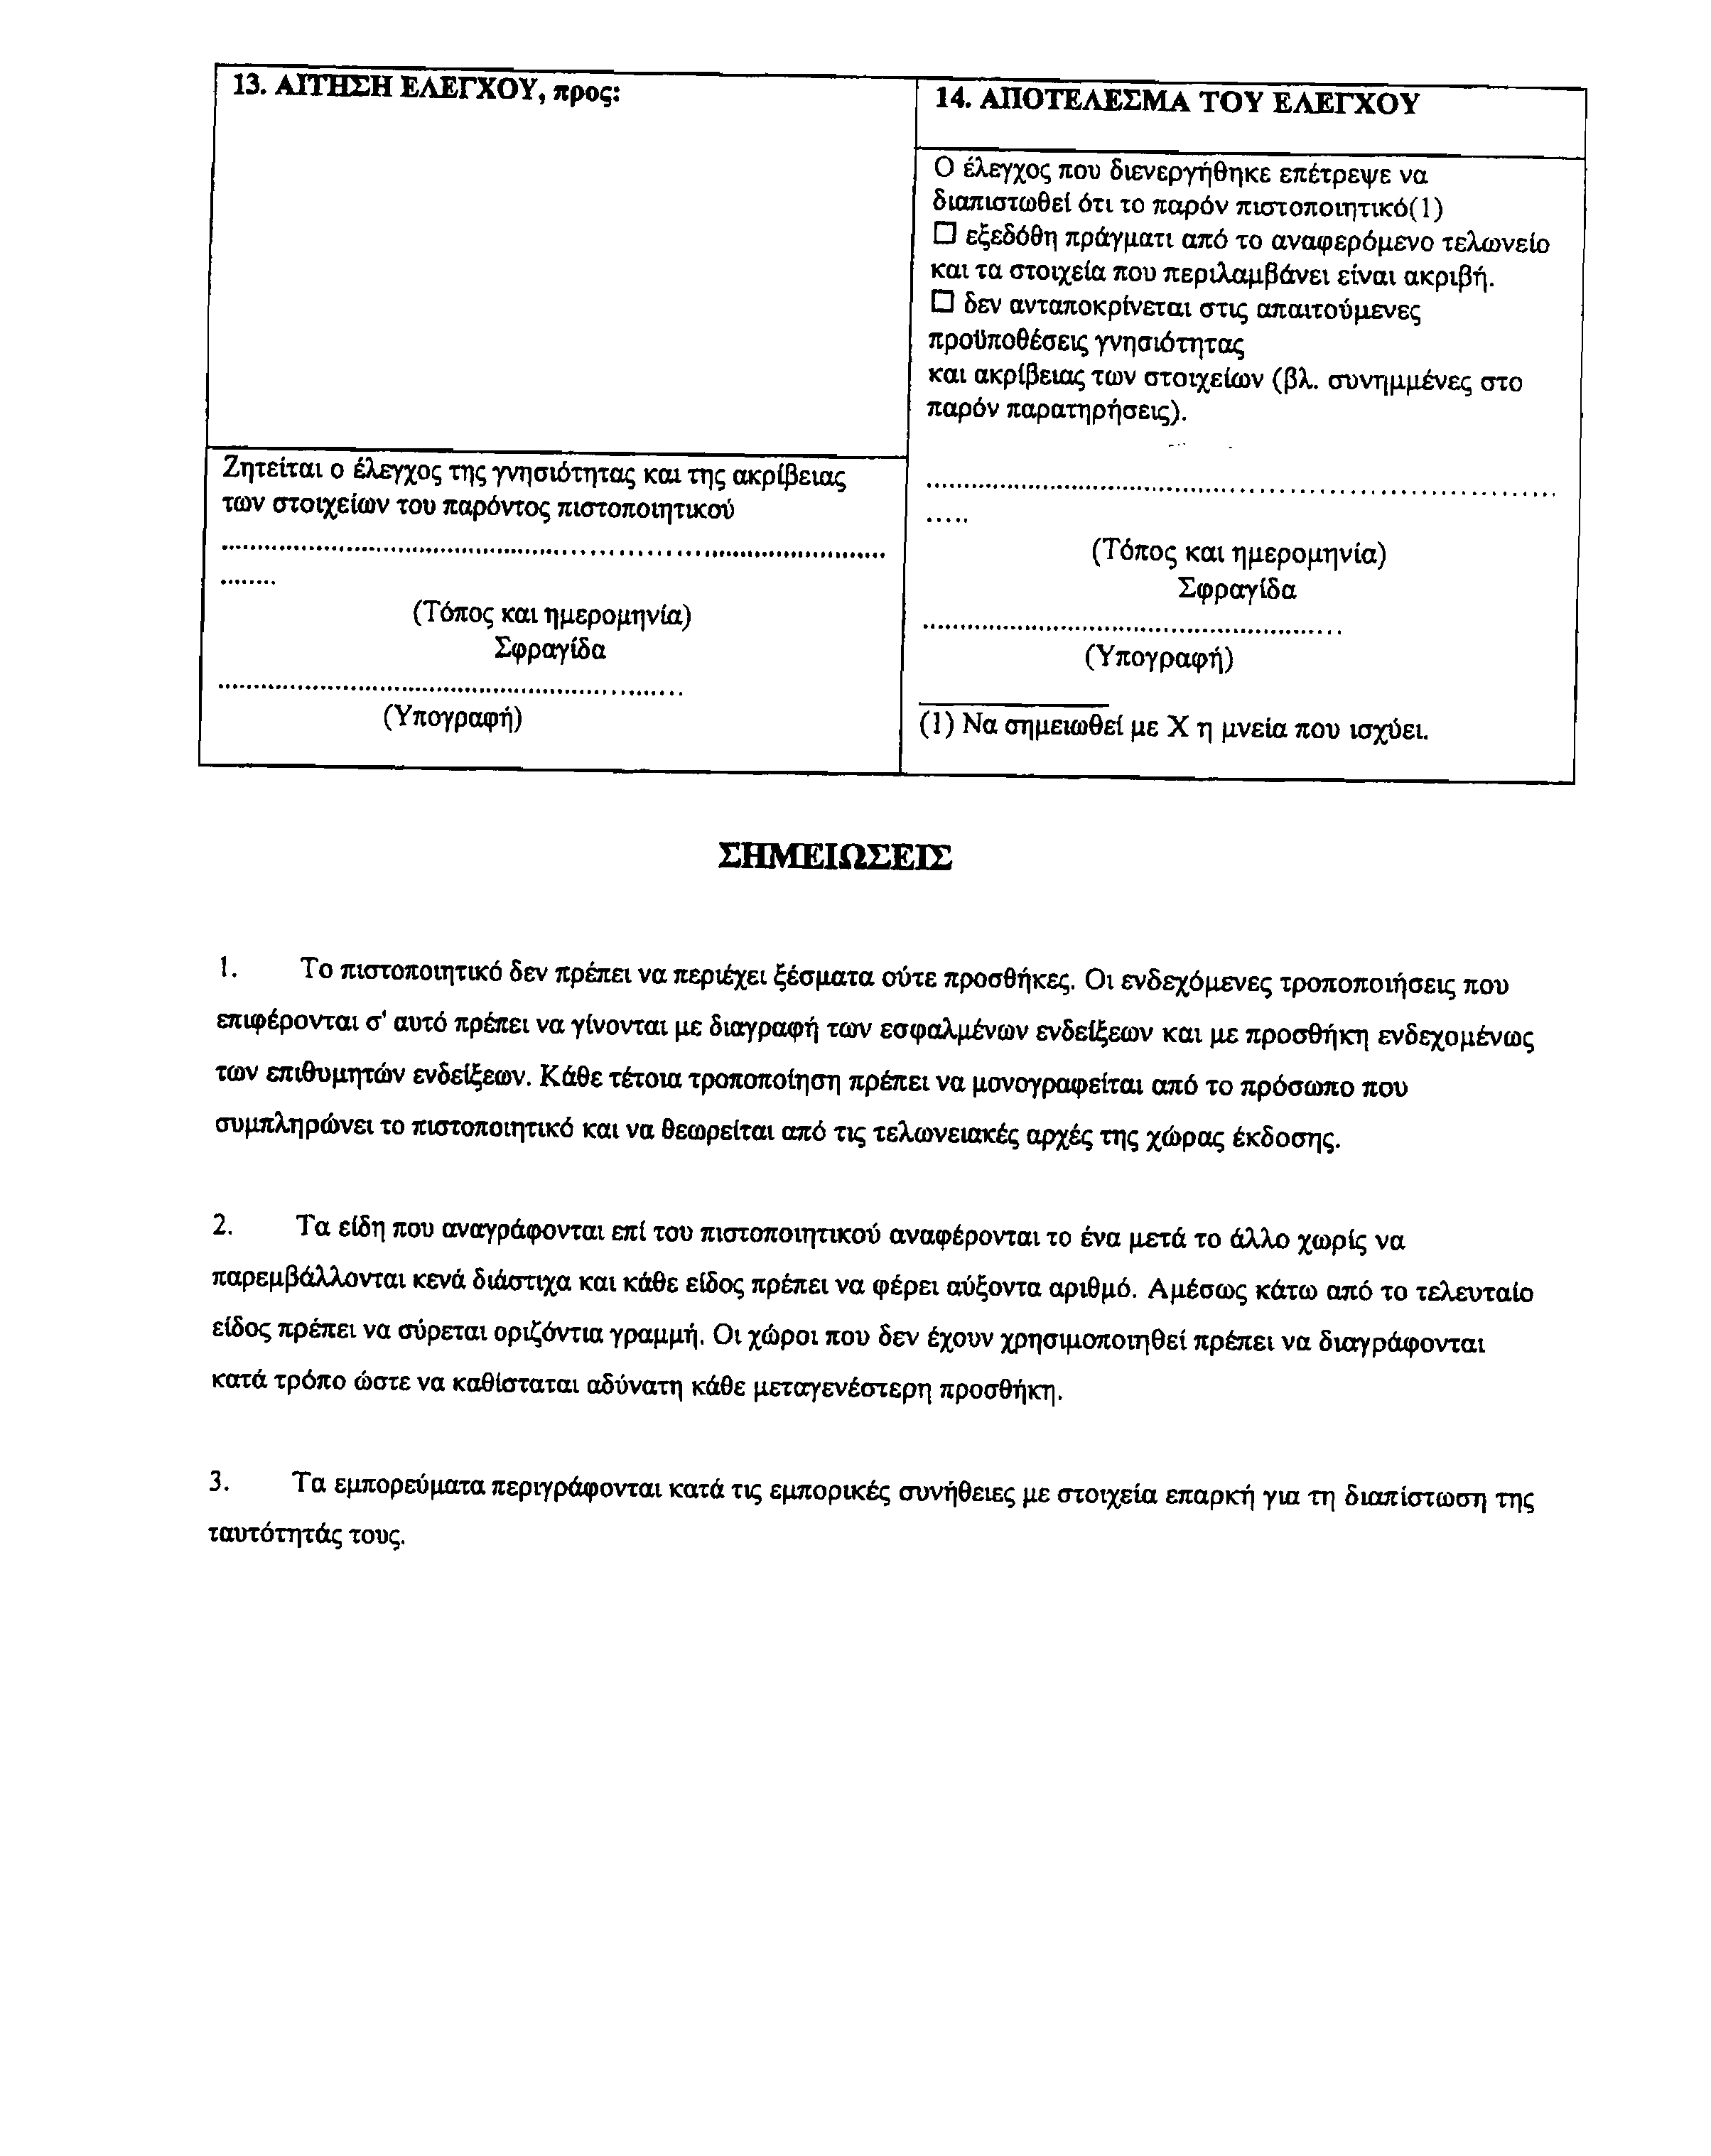 13. ΑΙΤΗΣΗ ΕΛΕΓΧΟΥ, προς:
Ζητείται ο έλεγχος της γνησιότητας και της ακρίβειας
των στοιχείων του παρόντος πιστοποιητικού
..........................................................................................
........
(Τόπος και ημερομηνία)
Σφραγίδα
...............................................................
(Υπογραφή)
14. ΑΠΟΤΕΛΕΣΜΑ ΤΟΥ ΕΛΕΓΧΟΥ
Ο έλεγχος που διενεργήθηκε επέτρεψε να
διαπιστωθεί ότι το παρόν πιστοποιητικό(1)
☐ εξεδόθη πράγματι από το αναφερόμενο τελωνείο
και τα στοιχεία που περιλαμβάνει είναι ακριβή.
☐ δεν ανταποκρίνεται στις απαιτούμενες
προϋποθέσεις γνησιότητας
και ακρίβειας των στοιχείων (βλ. συνημμένες στο
παρόν παρατηρήσεις).
.....................................................................................
.....
(Τόπος και ημερομηνία)
Σφραγίδα
.........................................................
(Υπογραφή)
(1) Να σημειωθεί με Χ η μνεία που ισχύει.
ΣΗΜΕΙΩΣΕΙΣ
1. Το πιστοποιητικό δεν πρέπει να περιέχει ξέσματα ούτε προσθήκες. Οι ενδεχόμενες τροποποιήσεις που
επιφέρονται σ' αυτό πρέπει να γίνονται με διαγραφή των εσφαλμένων ενδείξεων και με προσθήκη ενδεχομένως
των επιθυμητών ενδείξεων. Κάθε τέτοια τροποποίηση πρέπει να μονογραφείται από το πρόσωπο που
συμπληρώνει το πιστοποιητικό και να θεωρείται από τις τελωνειακές αρχές της χώρας έκδοσης.
2. Τα είδη που αναγράφονται επί του πιστοποιητικού αναφέρονται το ένα μετά το άλλο χωρίς να
παρεμβάλλονται κενά διάστιχα και κάθε είδος πρέπει να φέρει αύξοντα αριθμό. Αμέσως κάτω από το τελευταίο
είδος πρέπει να σύρεται οριζόντια γραμμή. Οι χώροι που δεν έχουν χρησιμοποιηθεί πρέπει να διαγράφονται
κατά τρόπο ώστε να καθίσταται αδύνατη κάθε μεταγενέστερη προσθήκη.
3. Τα εμπορεύματα περιγράφονται κατά τις εμπορικές συνήθειες με στοιχεία επαρκή για τη διαπίστωση της
ταυτότητάς τους.